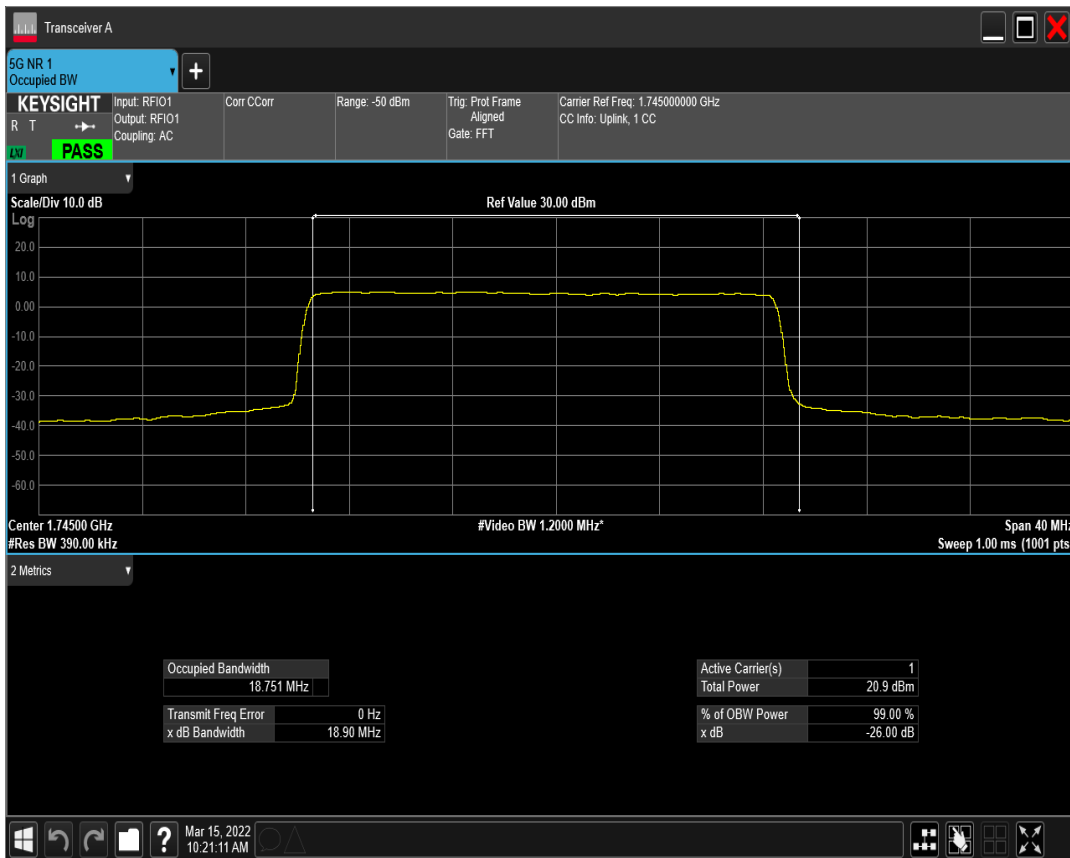 Transceiver A
5G NR 1
Occupied BW
+
KEYSIGHT
R T
LXI
PASS
Input: RFIO1
Output: RFIO1
Coupling: AC
Corr CCorr
Range: -50 dBm
Trig: Prot Frame
Aligned
Gate: FFT
Carrier Ref Freq: 1.745000000 GHz
CC Info: Uplink, 1 CC
1 Graph
Scale/Div 10.0 dB
Ref Value 30.00 dBm
Log
20.0
10.0
0.00
-10.0
-20.0
-30.0
-40.0
-50.0
-60.0
Center 1.74500 GHz
#Video BW 1.2000 MHz*
Span 40 MHz
#Res BW 390.00 kHz
Sweep 1.00 ms (1001 pts
2 Metrics
Occupied Bandwidth
18.751 MHz
Transmit Freq Error 0 Hz
x dB Bandwidth 18.90 MHz
Active Carrier(s) 1
Total Power 20.9 dBm
% of OBW Power 99.00 %
x dB -26.00 dB
?
Mar 15, 2022
10:21:11 AM